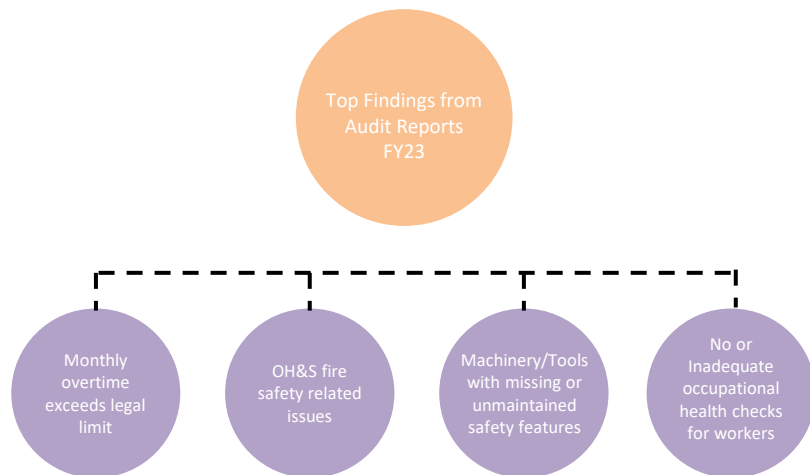 Top Findings from
Audit Reports
FY23
Monthly
overtime
exceeds legal
limit
OH&S fire
safety related
issues
Machinery/Tools
with missing or
unmaintained
safety features
No or
Inadequate
occupational
health checks
for workers